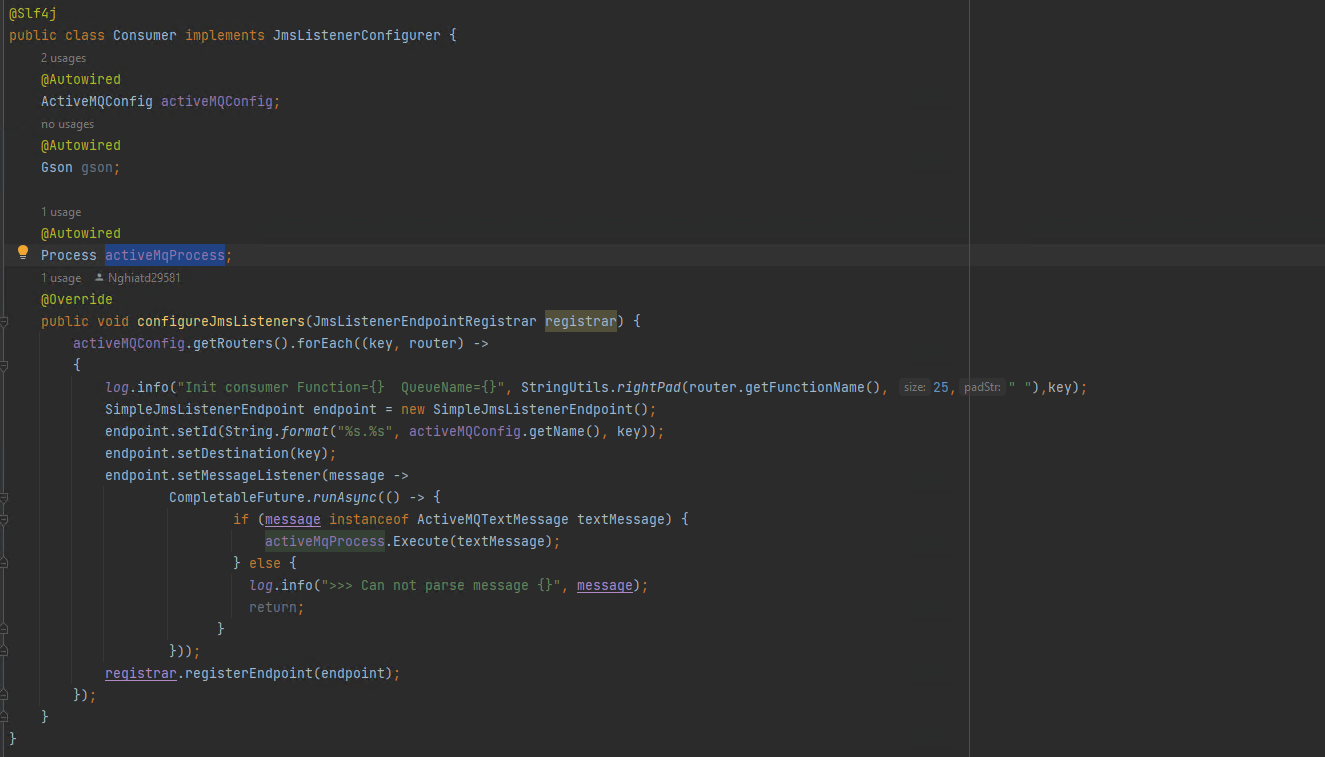 @Slf4j
public class Consumer implements JmsListenerConfigurer {
2 usages
@Autowired
ActiveMQConfig activeMQConfig;
no usages
@Autowired
Gson gson;
1 usage
@Autowired
Process activeMqProcess;
1 usage Nghiatd29581
@Override
public void configureJmsListeners(JmsListenerEndpointRegistrar registrar) {
activeMQConfig.getRouters().forEach((key, router) ->
{
log.info("Init consumer Function={}  QueueName={}", StringUtils.rightPad(router.getFunctionName(), size: 25, padStr: " "),key);
SimpleJmsListenerEndpoint endpoint = new SimpleJmsListenerEndpoint();
endpoint.setId(String.format("%s.%s", activeMQConfig.getName(), key));
endpoint.setDestination(key);
endpoint.setMessageListener(message ->
CompletableFuture.runAsync(() -> {
if (message instanceof ActiveMQTextMessage textMessage) {
activeMqProcess.Execute(textMessage);
} else {
log.info(">>> Can not parse message {}", message);
return;
}
}));
registrar.registerEndpoint(endpoint);
});
}
}